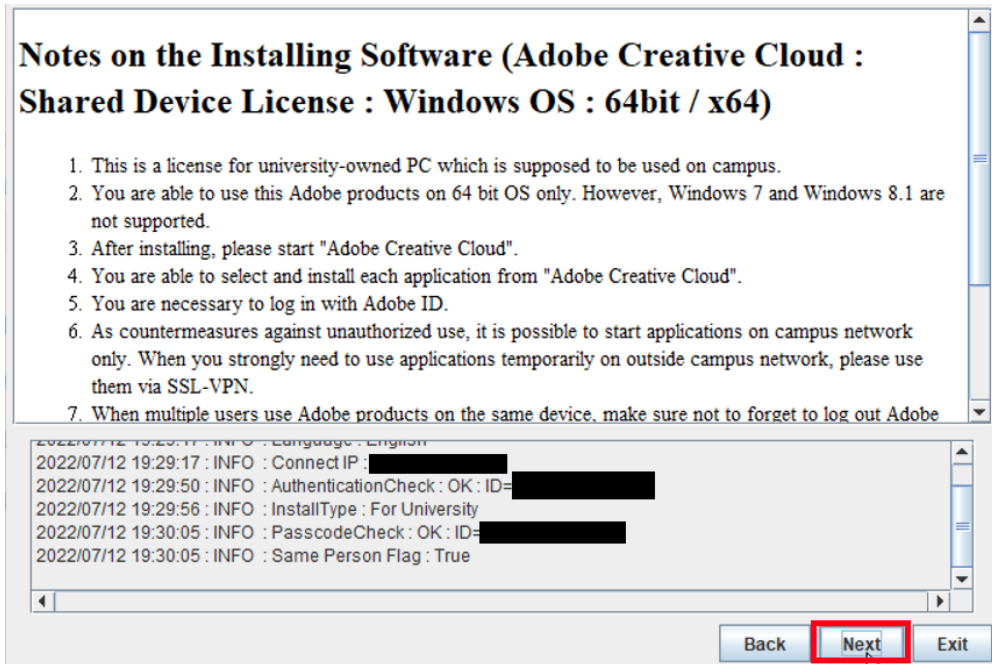 Notes on the Installing Software (Adobe Creative Cloud :
Shared Device License : Windows OS : 64bit / x64)
1. This is a license for university-owned PC which is supposed to be used on campus.
2. You are able to use this Adobe products on 64 bit OS only. However, Windows 7 and Windows 8.1 are
not supported.
3. After installing, please start "Adobe Creative Cloud".
4. You are able to select and install each application from "Adobe Creative Cloud".
5. You are necessary to log in with Adobe ID.
6. As countermeasures against unauthorized use, it is possible to start applications on campus network
only. When you strongly need to use applications temporarily on outside campus network, please use
them via SSL-VPN.
7. When multiple users use Adobe products on the same device, make sure not to forget to log out Adobe
2022/07/12 19:29:17 : INFO : Language : English
2022/07/12 19:29:17 : INFO : Connect IP :
2022/07/12 19:29:50 : INFO : AuthenticationCheck : OK : ID=
2022/07/12 19:29:56 : INFO : InstallType : For University
2022/07/12 19:30:05 : INFO : PasscodeCheck : OK : ID=
2022/07/12 19:30:05 : INFO : Same Person Flag : True
Back Next Exit